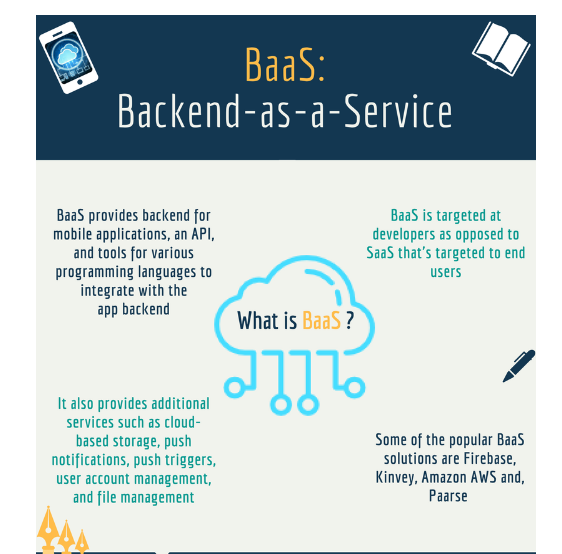 BaaS:
Backend-as-a-Service
BaaS provides backend for
mobile applications, an API,
and tools for various
programming languages to
integrate with the
app backend
BaaS is targeted at
developers as opposed to
SaaS that's targeted to end
users
What is BaaS ?
It also provides additional
services such as cloud-
based storage, push
notifications, push triggers,
user account management,
and file management
Some of the popular BaaS
solutions are Firebase,
Kinvey, Amazon AWS and,
Paarse